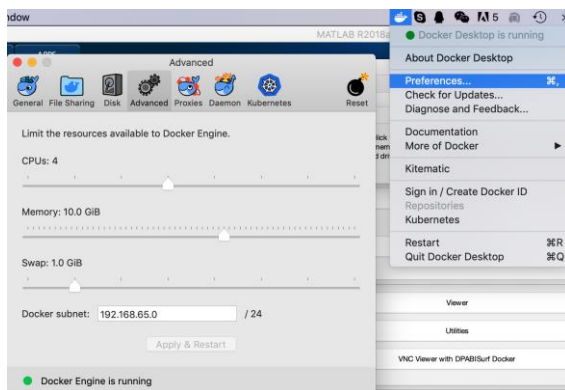 ndow
MATLAB R2018a
5
APPS
Advanced
General
File Sharing
Disk
Advanced
Proxies
Daemon
Kubernetes
Reset
Limit the resources available to Docker Engine.
CPUs: 4
Memory: 10.0 GiB
Swap: 1.0 GiB
Docker subnet: 192.168.65.0 / 24
Apply & Restart
Docker Engine is running
Docker Desktop is running
About Docker Desktop
Preferences... ⌘,
Check for Updates...
Diagnose and Feedback...
Documentation
More of Docker
Kitematic
Sign in / Create Docker ID
Repositories
Kubernetes
Restart ⌘R
Quit Docker Desktop ⌘Q
Viewer
Utilities
VNC Viewer with DPABISurf Docker